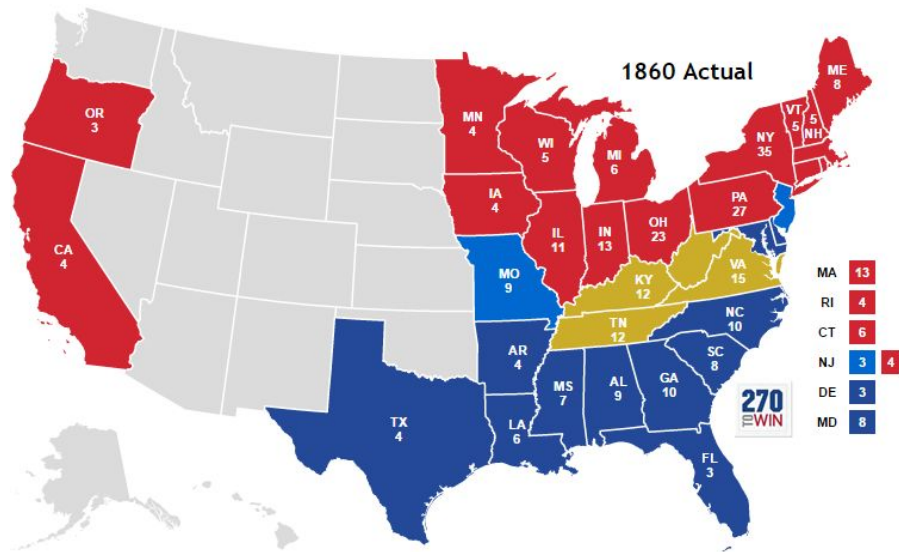 1860 Actual
ME
8
VT
5
5
NH
OR
3
MN
4
WI
5
NY
35
MI
6
IA
4
PA
27
CA
4
IL
11
IN
13
OH
23
MO
9
KY
12
VA
15
TN
12
NC
10
AR
4
SC
8
MS
7
AL
9
GA
10
TX
4
LA
6
FL
3
MA 13
RI 4
CT 6
NJ 3 4
DE 3
MD 8
270
TO WIN